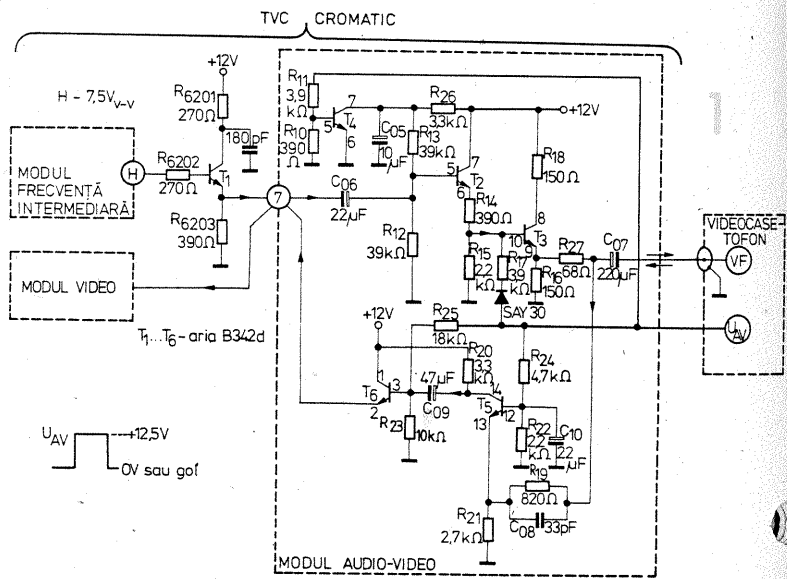 TVC CROMATIC
H - 7,5Vv-v
+12V
R6201
270Ω
180pF
MODUL
FRECVENȚĂ
INTERMEDIARĂ
H
R6202
270Ω
T1
R6203
390Ω
MODUL VIDEO
T1...T6-aria B342d
UAV
+12,5V
0V sau gol
7
C06
22µF
R11
3,9
kΩ
R10
390
Ω
5
7
T4
6
C05
10
µF
R13
39kΩ
R26
3,3kΩ
+12V
R12
39kΩ
5
7
T2
6
R14
390Ω
R18
150Ω
8
10
T3
9
R15
2,2
kΩ
R17
3,9
kΩ
SAY 30
R16
150Ω
R27
68Ω
C07
220µF
VIDEOCASE-
TOFON
VF
UAV
+12V
R25
18kΩ
1
T6
3
2
47µF
C09
R20
3,3
kΩ
14
T5
12
13
R24
4,7kΩ
R23
10kΩ
R22
2,2
kΩ
C10
22
µF
R19
820Ω
C08
33pF
R21
2,7kΩ
MODUL AUDIO-VIDEO